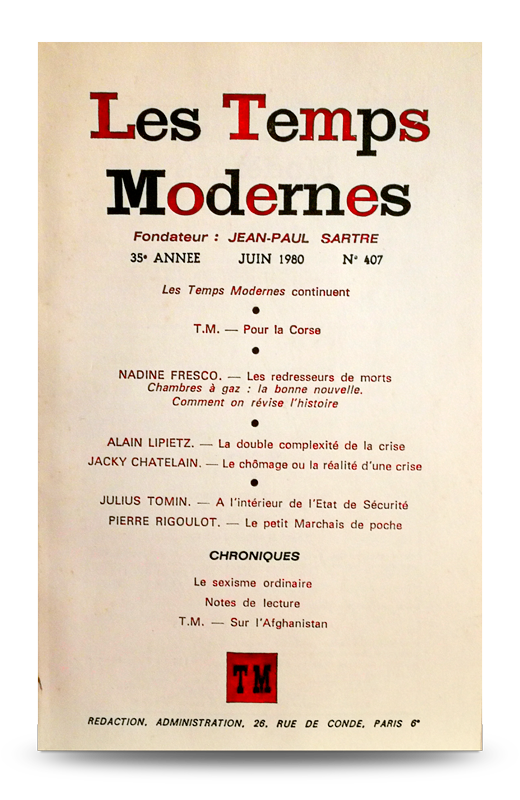 Les Temps
Modernes
Fondateur : JEAN-PAUL SARTRE
35e ANNEE JUIN 1980 N° 407
Les Temps Modernes continuent
T.M. — Pour la Corse
NADINE FRESCO. — Les redresseurs de morts
Chambres à gaz : la bonne nouvelle.
Comment on révise l'histoire
ALAIN LIPIETZ. — La double complexité de la crise
JACKY CHATELAIN. — Le chômage ou la réalité d'une crise
JULIUS TOMIN. — A l'intérieur de l'Etat de Sécurité
PIERRE RIGOULOT. — Le petit Marchais de poche
CHRONIQUES
Le sexisme ordinaire
Notes de lecture
T.M. — Sur l'Afghanistan
TM
REDACTION, ADMINISTRATION, 26, RUE DE CONDE, PARIS 6e